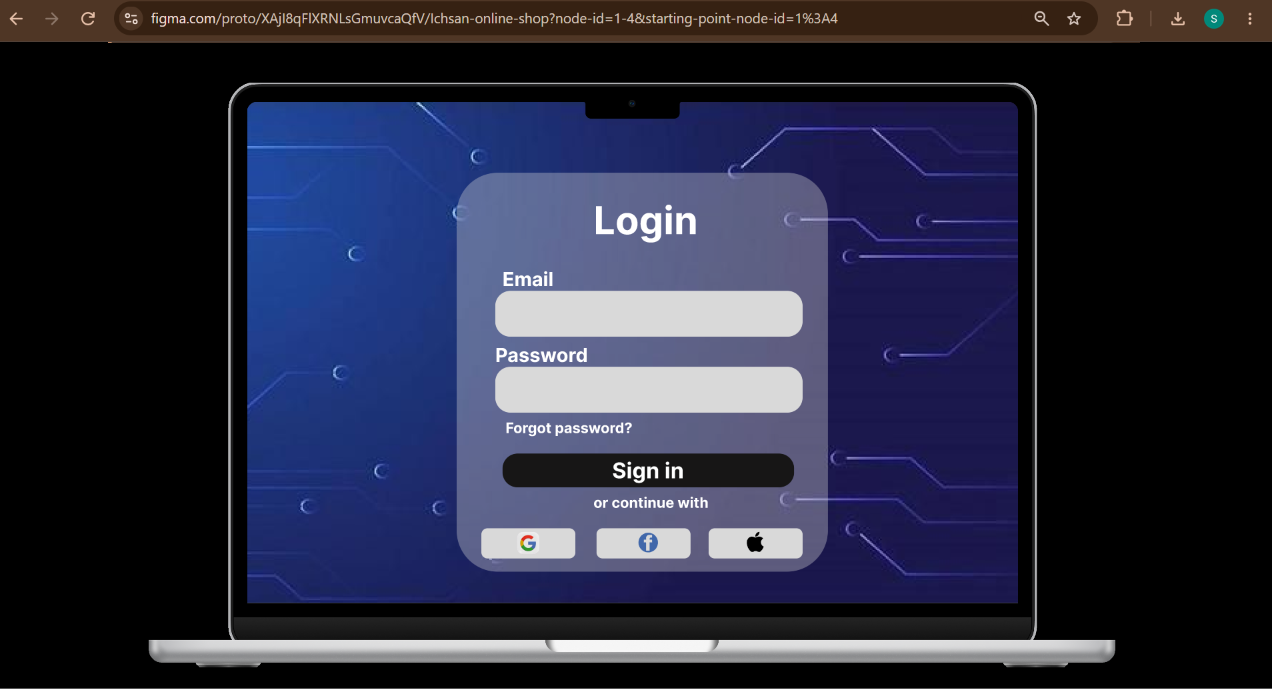 figma.com/proto/XAjI8qFlXRNLsGmuvcaQfV/Ichsan-online-shop?node-id=1-4&starting-point-node-id=1%3A4
S
Login
Email
Password
Forgot password?
Sign in
or continue with